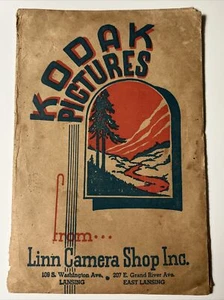 KODAK
PICTURES
from...
Linn Camera Shop Inc.
109 S. Washington Ave. • 207 E. Grand River Ave.
LANSING EAST LANSING